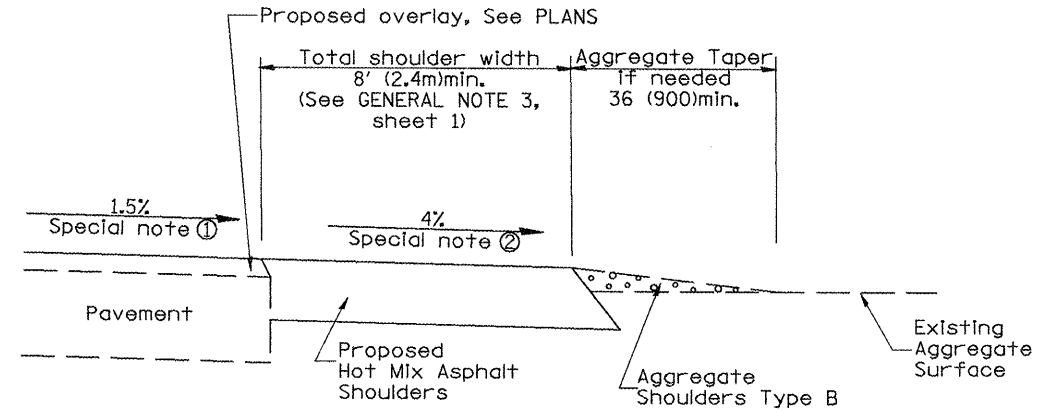 Proposed overlay, See PLANS
Total shoulder width
8' (2.4m)min.
(See GENERAL NOTE 3,
sheet 1)
Aggregate Taper
if needed
36 (900)min.
1.5%
Special note ①
4%
Special note ②
Pavement
Proposed
Hot Mix Asphalt
Shoulders
Aggregate
Shoulders Type B
Existing
Aggregate
Surface